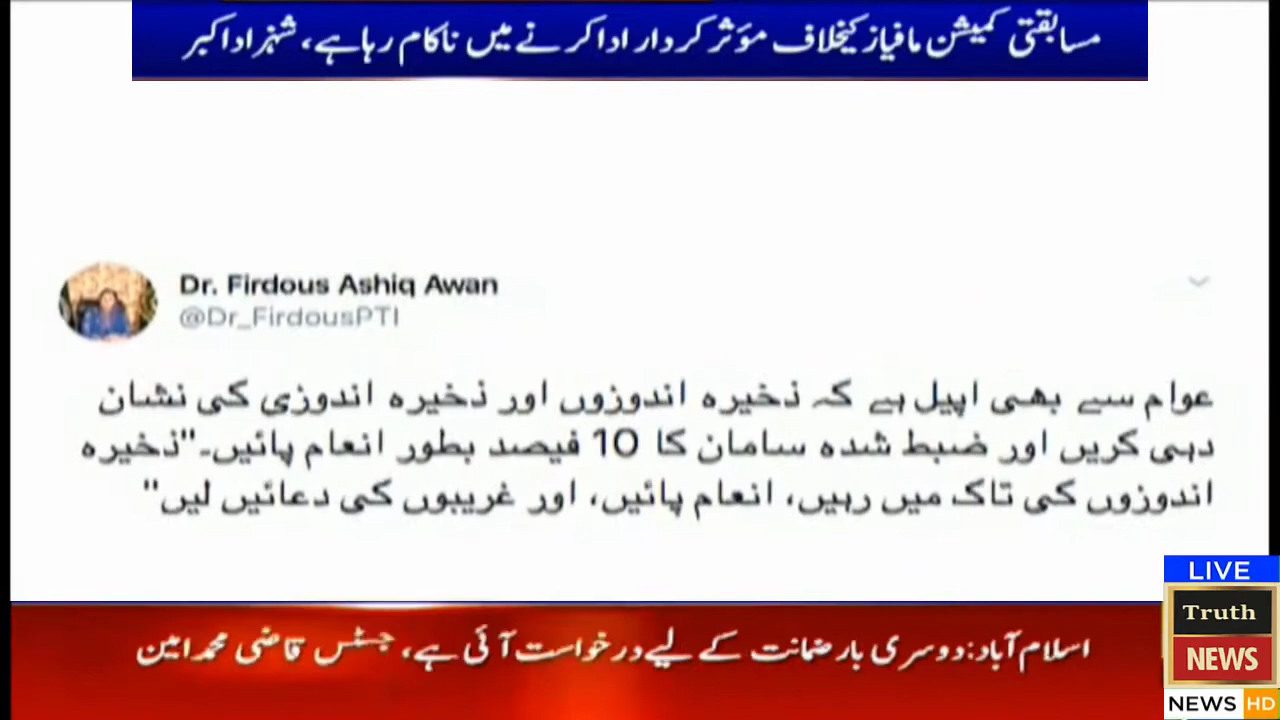 مسابقتی کمیشن مافیاز کیخلاف مؤثر کردار ادا کرنے میں ناکام رہا ہے، شہزاد اکبر
Dr. Firdous Ashiq Awan
@Dr_FirdousPTI
عوام سے بھی اپیل ہے کہ ذخیرہ اندوزوں اور ذخیرہ اندوزی کی نشان
دہی کریں اور ضبط شدہ سامان کا 10 فیصد بطور انعام پائیں۔"ذخیرہ
اندوزوں کی تاک میں رہیں، انعام پائیں، اور غریبوں کی دعائیں لیں"
LIVE
Truth
NEWS
NEWS HD
اسلام آباد:دوسری بار ضمانت کے لیے درخواست آئی ہے، جسٹس قاضی محمد امین